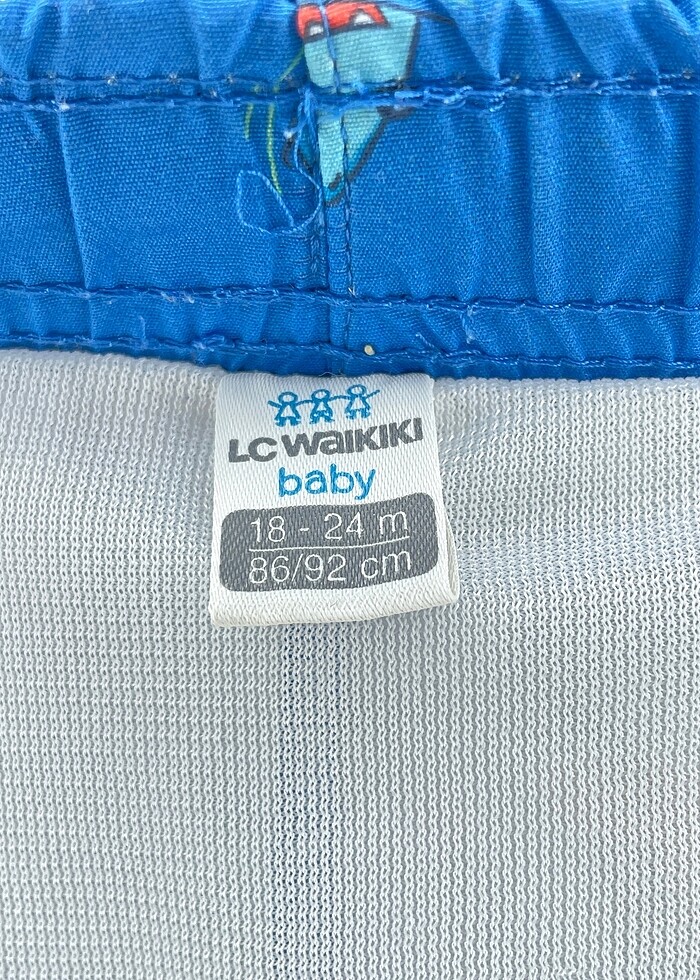 LC WAIKIKI
baby
18 - 24 m
86/92 cm